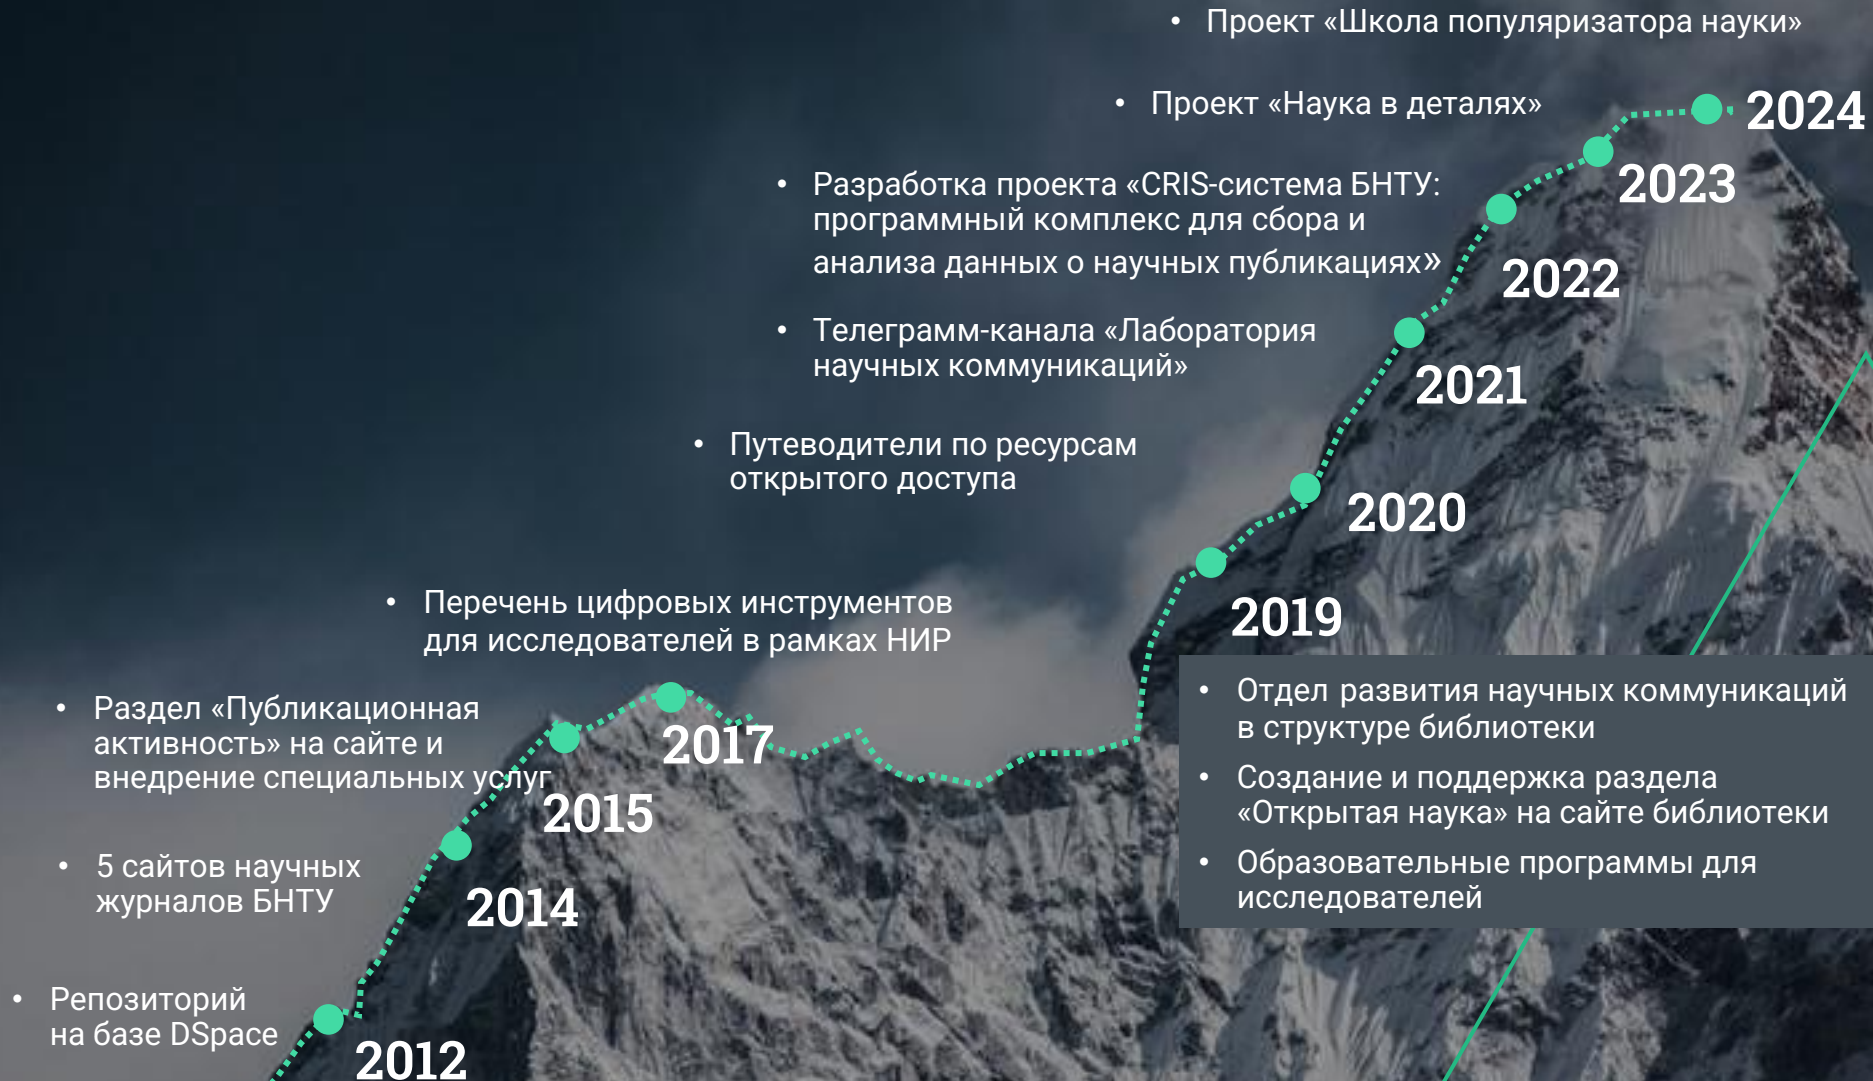 • Проект «Школа популяризатора науки»
• Проект «Наука в деталях»
2024
2023
• Разработка проекта «CRIS-система БНТУ:
программный комплекс для сбора и
анализа данных о научных публикациях»
2022
• Телеграмм-канала «Лаборатория
научных коммуникаций»
2021
• Путеводители по ресурсам
открытого доступа
2020
2019
• Отдел развития научных коммуникаций
в структуре библиотеки
• Создание и поддержка раздела
«Открытая наука» на сайте библиотеки
• Образовательные программы для
исследователей
• Перечень цифровых инструментов
для исследователей в рамках НИР
2017
• Раздел «Публикационная
активность» на сайте и
внедрение специальных услуг
2015
• 5 сайтов научных
журналов БНТУ
2014
• Репозиторий
на базе DSpace
2012